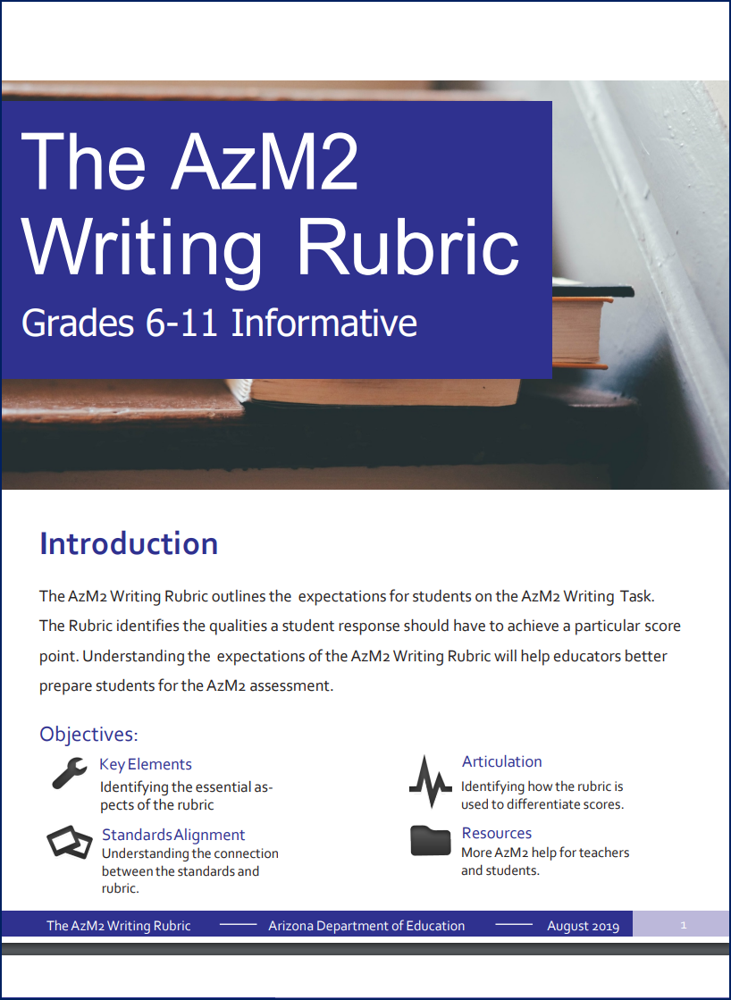 The AzM2
Writing Rubric
Grades 6-11 Informative
Introduction
The AzM2 Writing Rubric outlines the expectations for students on the AzM2 Writing Task.
The Rubric identifies the qualities a student response should have to achieve a particular score
point. Understanding the expectations of the AzM2 Writing Rubric will help educators better
prepare students for the AzM2 assessment.
Objectives:
Key Elements
Identifying the essential as-
pects of the rubric
Standards Alignment
Understanding the connection
between the standards and
rubric.
Articulation
Identifying how the rubric is
used to differentiate scores.
Resources
More AzM2 help for teachers
and students.
The AzM2 Writing Rubric Arizona Department of Education August 2019 1